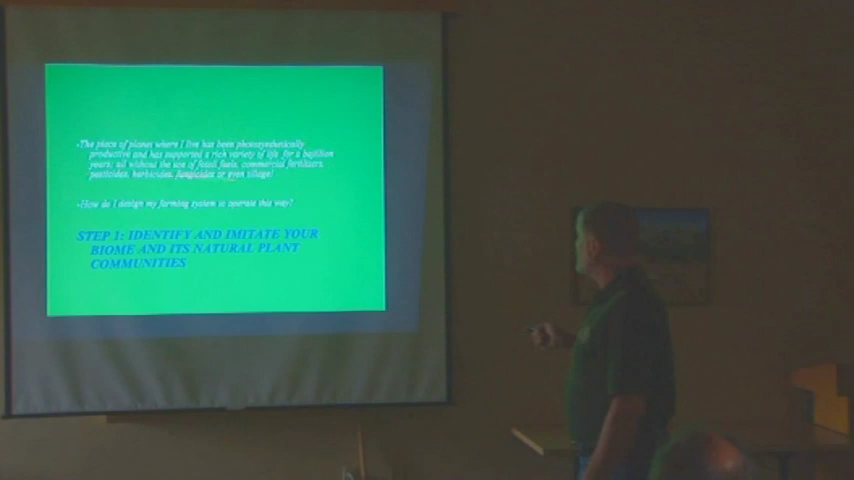 -The piece of planet where I live has been photosynthetically
productive and has supported a rich variety of life for a bajillion
years; all without the use of fossil fuels, commercial fertilizers,
pesticides, herbicides, fungicides or even tillage!
-How do I design my farming system to operate this way?
STEP 1: IDENTIFY AND IMITATE YOUR
BIOME AND ITS NATURAL PLANT
COMMUNITIES